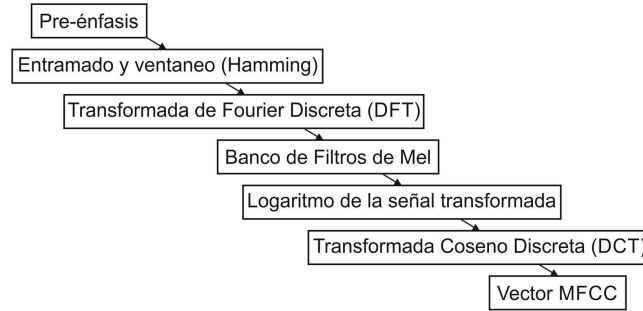 Pre-énfasis
Entramado y ventaneo (Hamming)
Transformada de Fourier Discreta (DFT)
Banco de Filtros de Mel
Logaritmo de la señal transformada
Transformada Coseno Discreta (DCT)
Vector MFCC